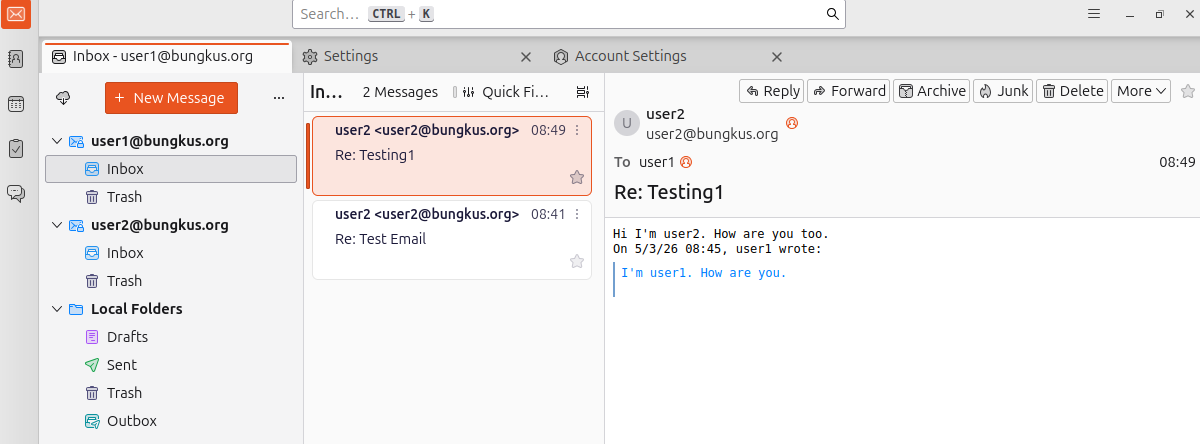 Search… CTRL + K
Inbox - user1@bungkus.org
Settings
Account Settings
+ New Message
In…
2 Messages
Quick Fi…
Reply
Forward
Archive
Junk
Delete
More
user1@bungkus.org
Inbox
Trash
user2@bungkus.org
Inbox
Trash
Local Folders
Drafts
Sent
Trash
Outbox
user2 <user2@bungkus.org> 08:49
Re: Testing1
user2 <user2@bungkus.org> 08:41
Re: Test Email
U
user2
user2@bungkus.org
To user1
08:49
Re: Testing1
Hi I'm user2. How are you too.
On 5/3/26 08:45, user1 wrote:
I'm user1. How are you.